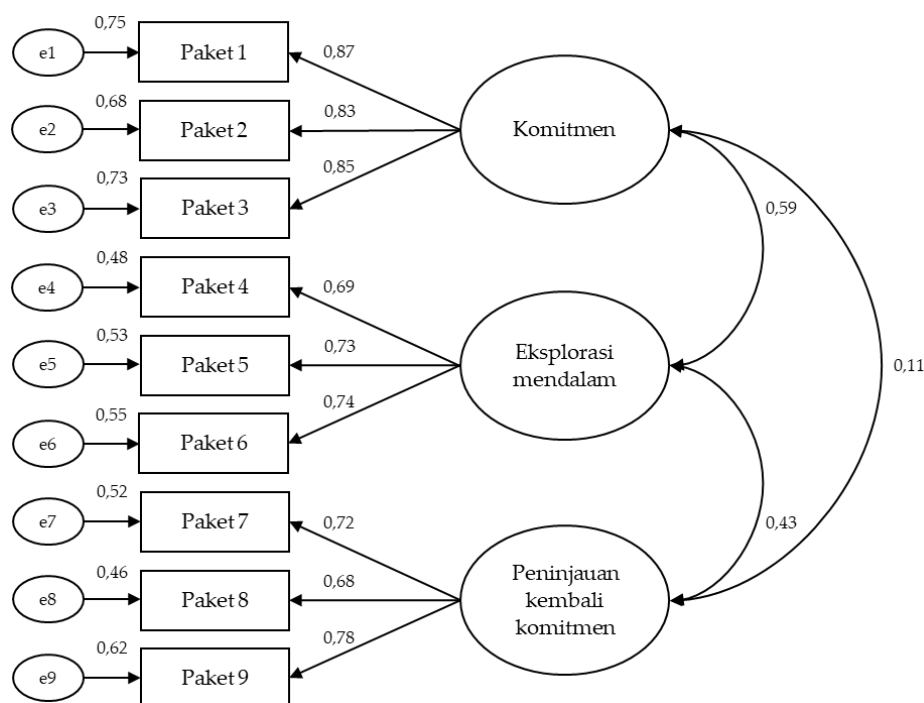 0,75
e1
Paket 1
0,87
0,68
e2
Paket 2
0,83
Komitmen
0,73
e3
Paket 3
0,85
0,59
0,48
e4
Paket 4
0,69
0,53
e5
Paket 5
0,73
Eksplorasi
mendalam
0,11
0,55
e6
Paket 6
0,74
0,52
e7
Paket 7
0,72
0,43
0,46
e8
Paket 8
0,68
Peninjauan
kembali
komitmen
0,62
e9
Paket 9
0,78